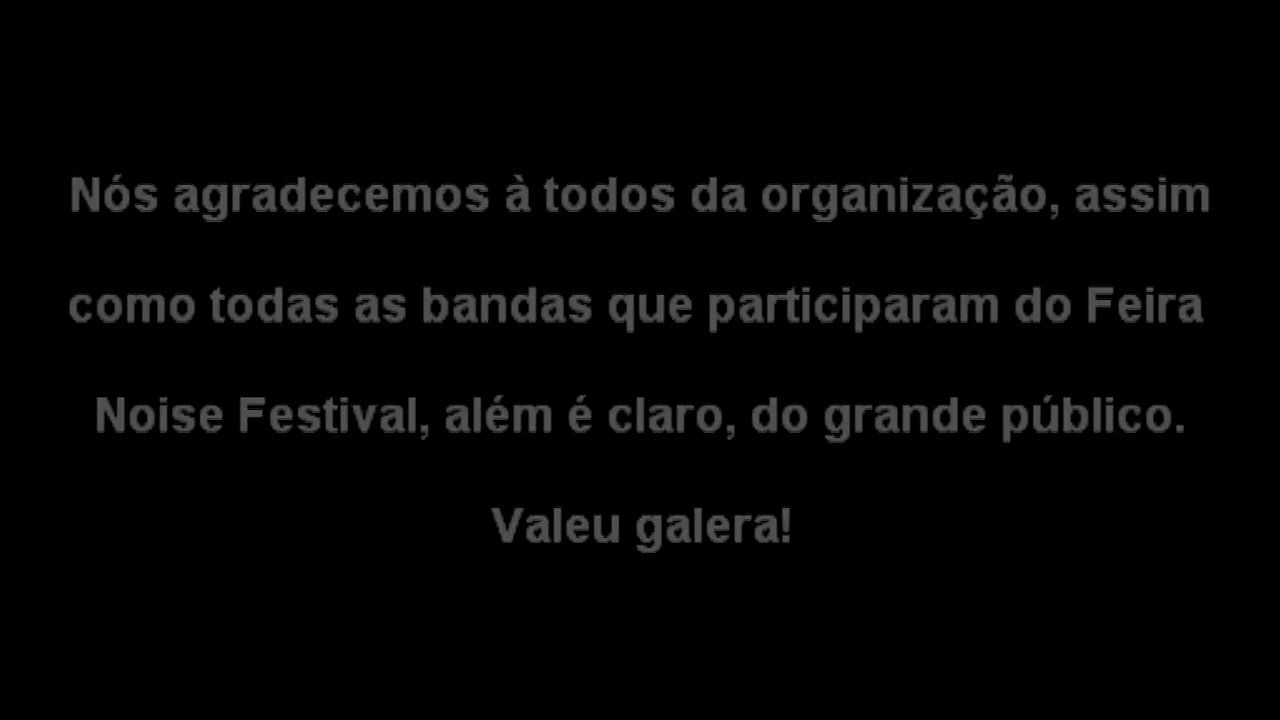 Nós agradecemos à todos da organização, assim
como todas as bandas que participaram do Feira
Noise Festival, além é claro, do grande público.
Valeu galera!